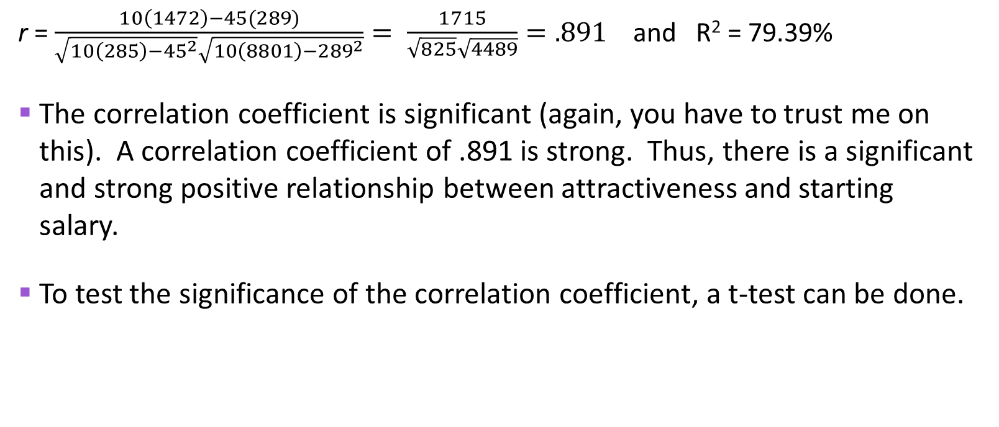 r = \frac{10(1472)−45(289)}{\sqrt{10(285)−45^2}\sqrt{10(8801)−289^2}} = \frac{1715}{\sqrt{825}\sqrt{4489}} = .891 and R² = 79.39%
▪ The correlation coefficient is significant (again, you have to trust me on
this). A correlation coefficient of .891 is strong. Thus, there is a significant
and strong positive relationship between attractiveness and starting
salary.
▪ To test the significance of the correlation coefficient, a t-test can be done.